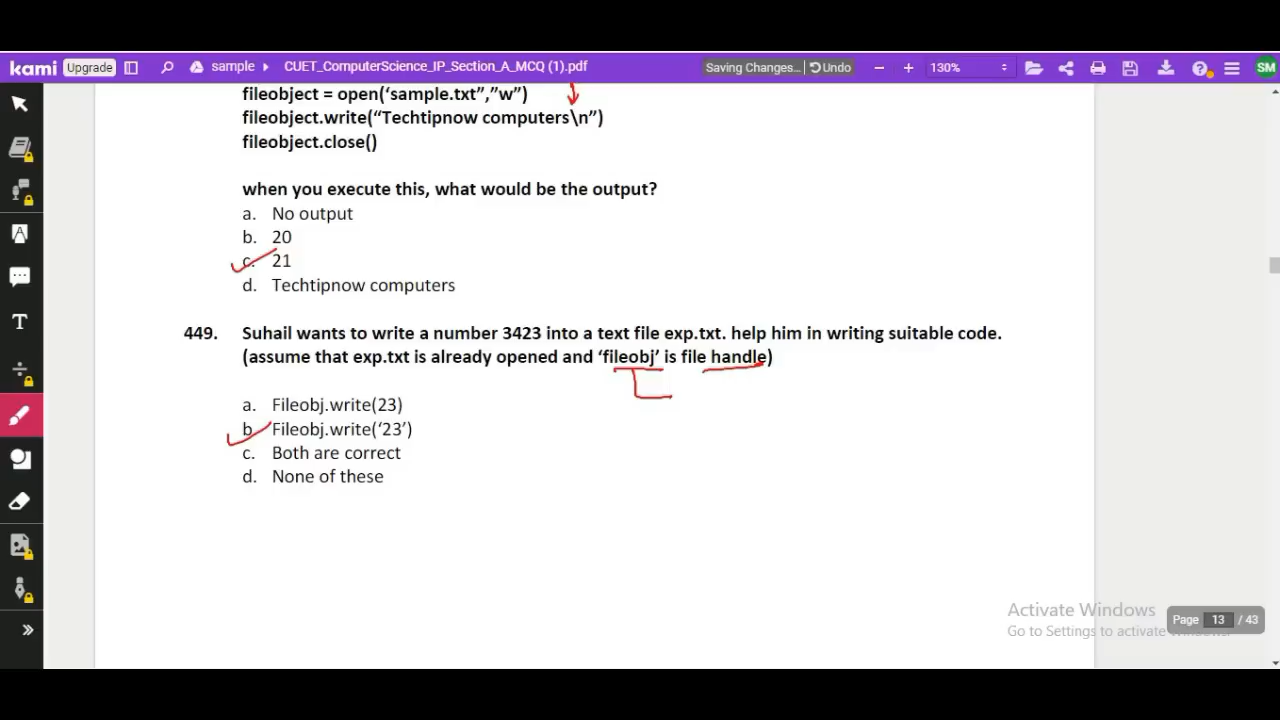 kami Upgrade sample CUET_ComputerScience_IP_Section_A_MCQ (1).pdf Saving Changes... Undo 130% SM
fileobject = open(‘sample.txt”,”w”)
fileobject.write(“Techtipnow computers\n”)
fileobject.close()
when you execute this, what would be the output?
a. No output
b. 20
c. 21
d. Techtipnow computers
449. Suhail wants to write a number 3423 into a text file exp.txt. help him in writing suitable code.
(assume that exp.txt is already opened and ‘fileobj’ is file handle)
a. Fileobj.write(23)
b. Fileobj.write(‘23’)
c. Both are correct
d. None of these
Activate Windows
Go to Settings to activate Windows.
Page 13 / 43